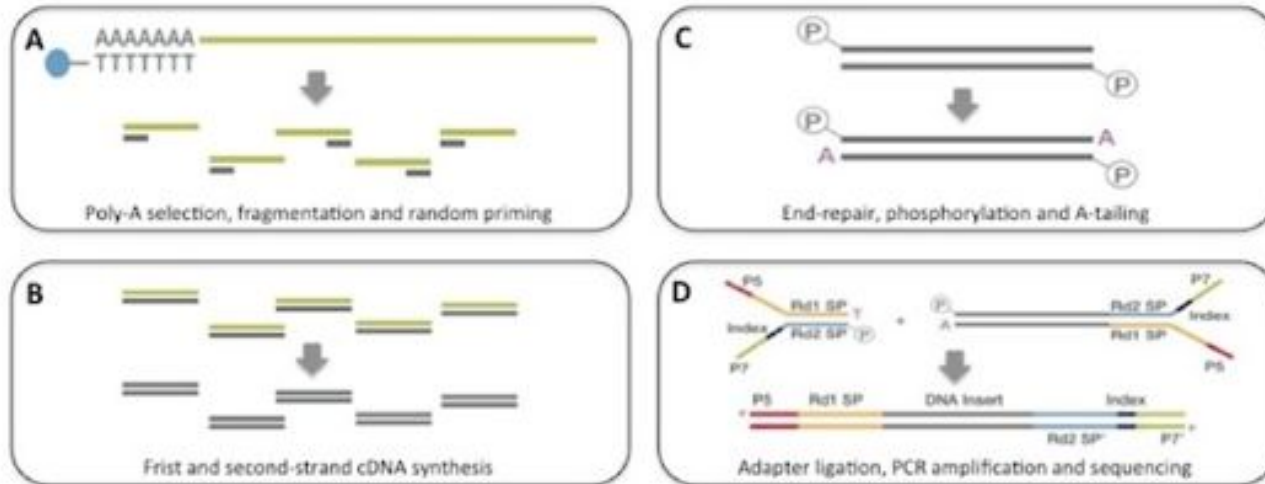 A
AAAAAAA
TTTTTTT
Poly-A selection, fragmentation and random priming
B
Frist and second-strand cDNA synthesis
C
P
P
P
A
A
P
End-repair, phosphorylation and A-tailing
D
P5
Rd1 SP T
Index Rd2 SP P
P7
+
P
A
P7
Rd2 SP
Index
Rd1 SP
P5
P5 Rd1 SP DNA Insert Index
Rd2 SP' P7'
Adapter ligation, PCR amplification and sequencing